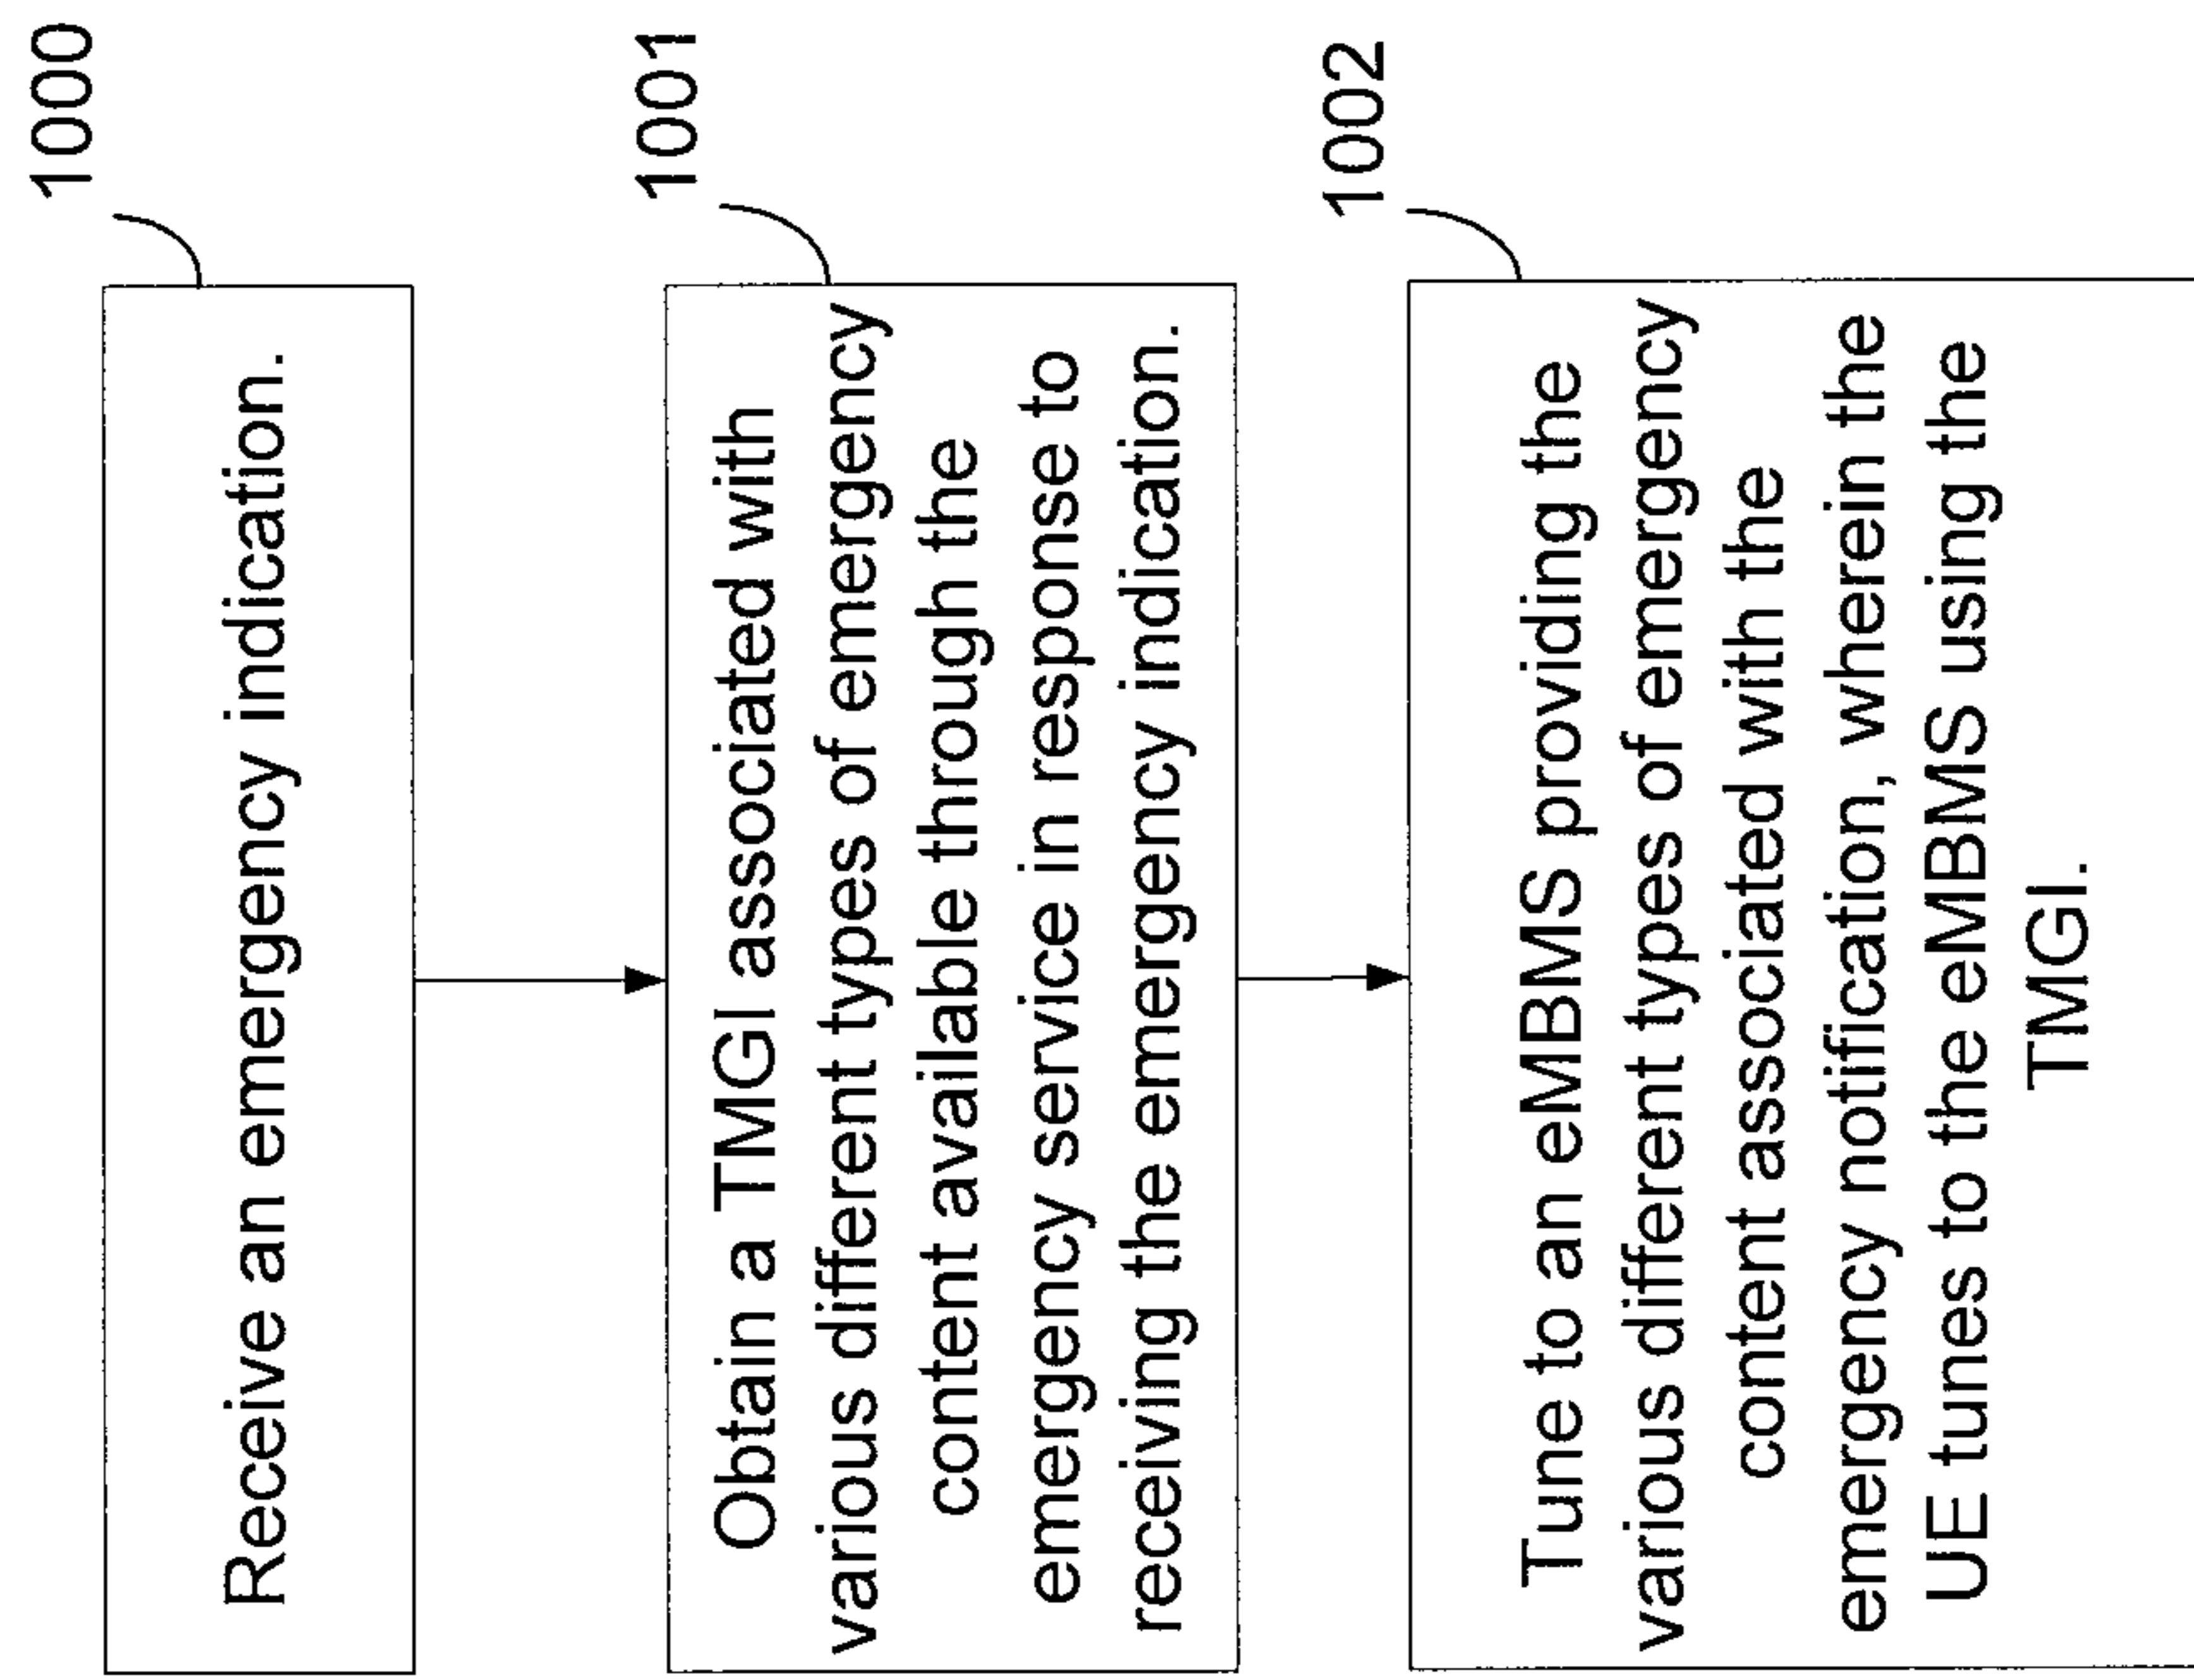 1000
Receive an emergency indication.
1001
Obtain a TMGI associated with
various different types of emergency
content available through the
emergency service in response to
receiving the emergency indication.
1002
Tune to an eMBMS providing the
various different types of emergency
content associated with the
emergency notification, wherein the
UE tunes to the eMBMS using the
TMGI.